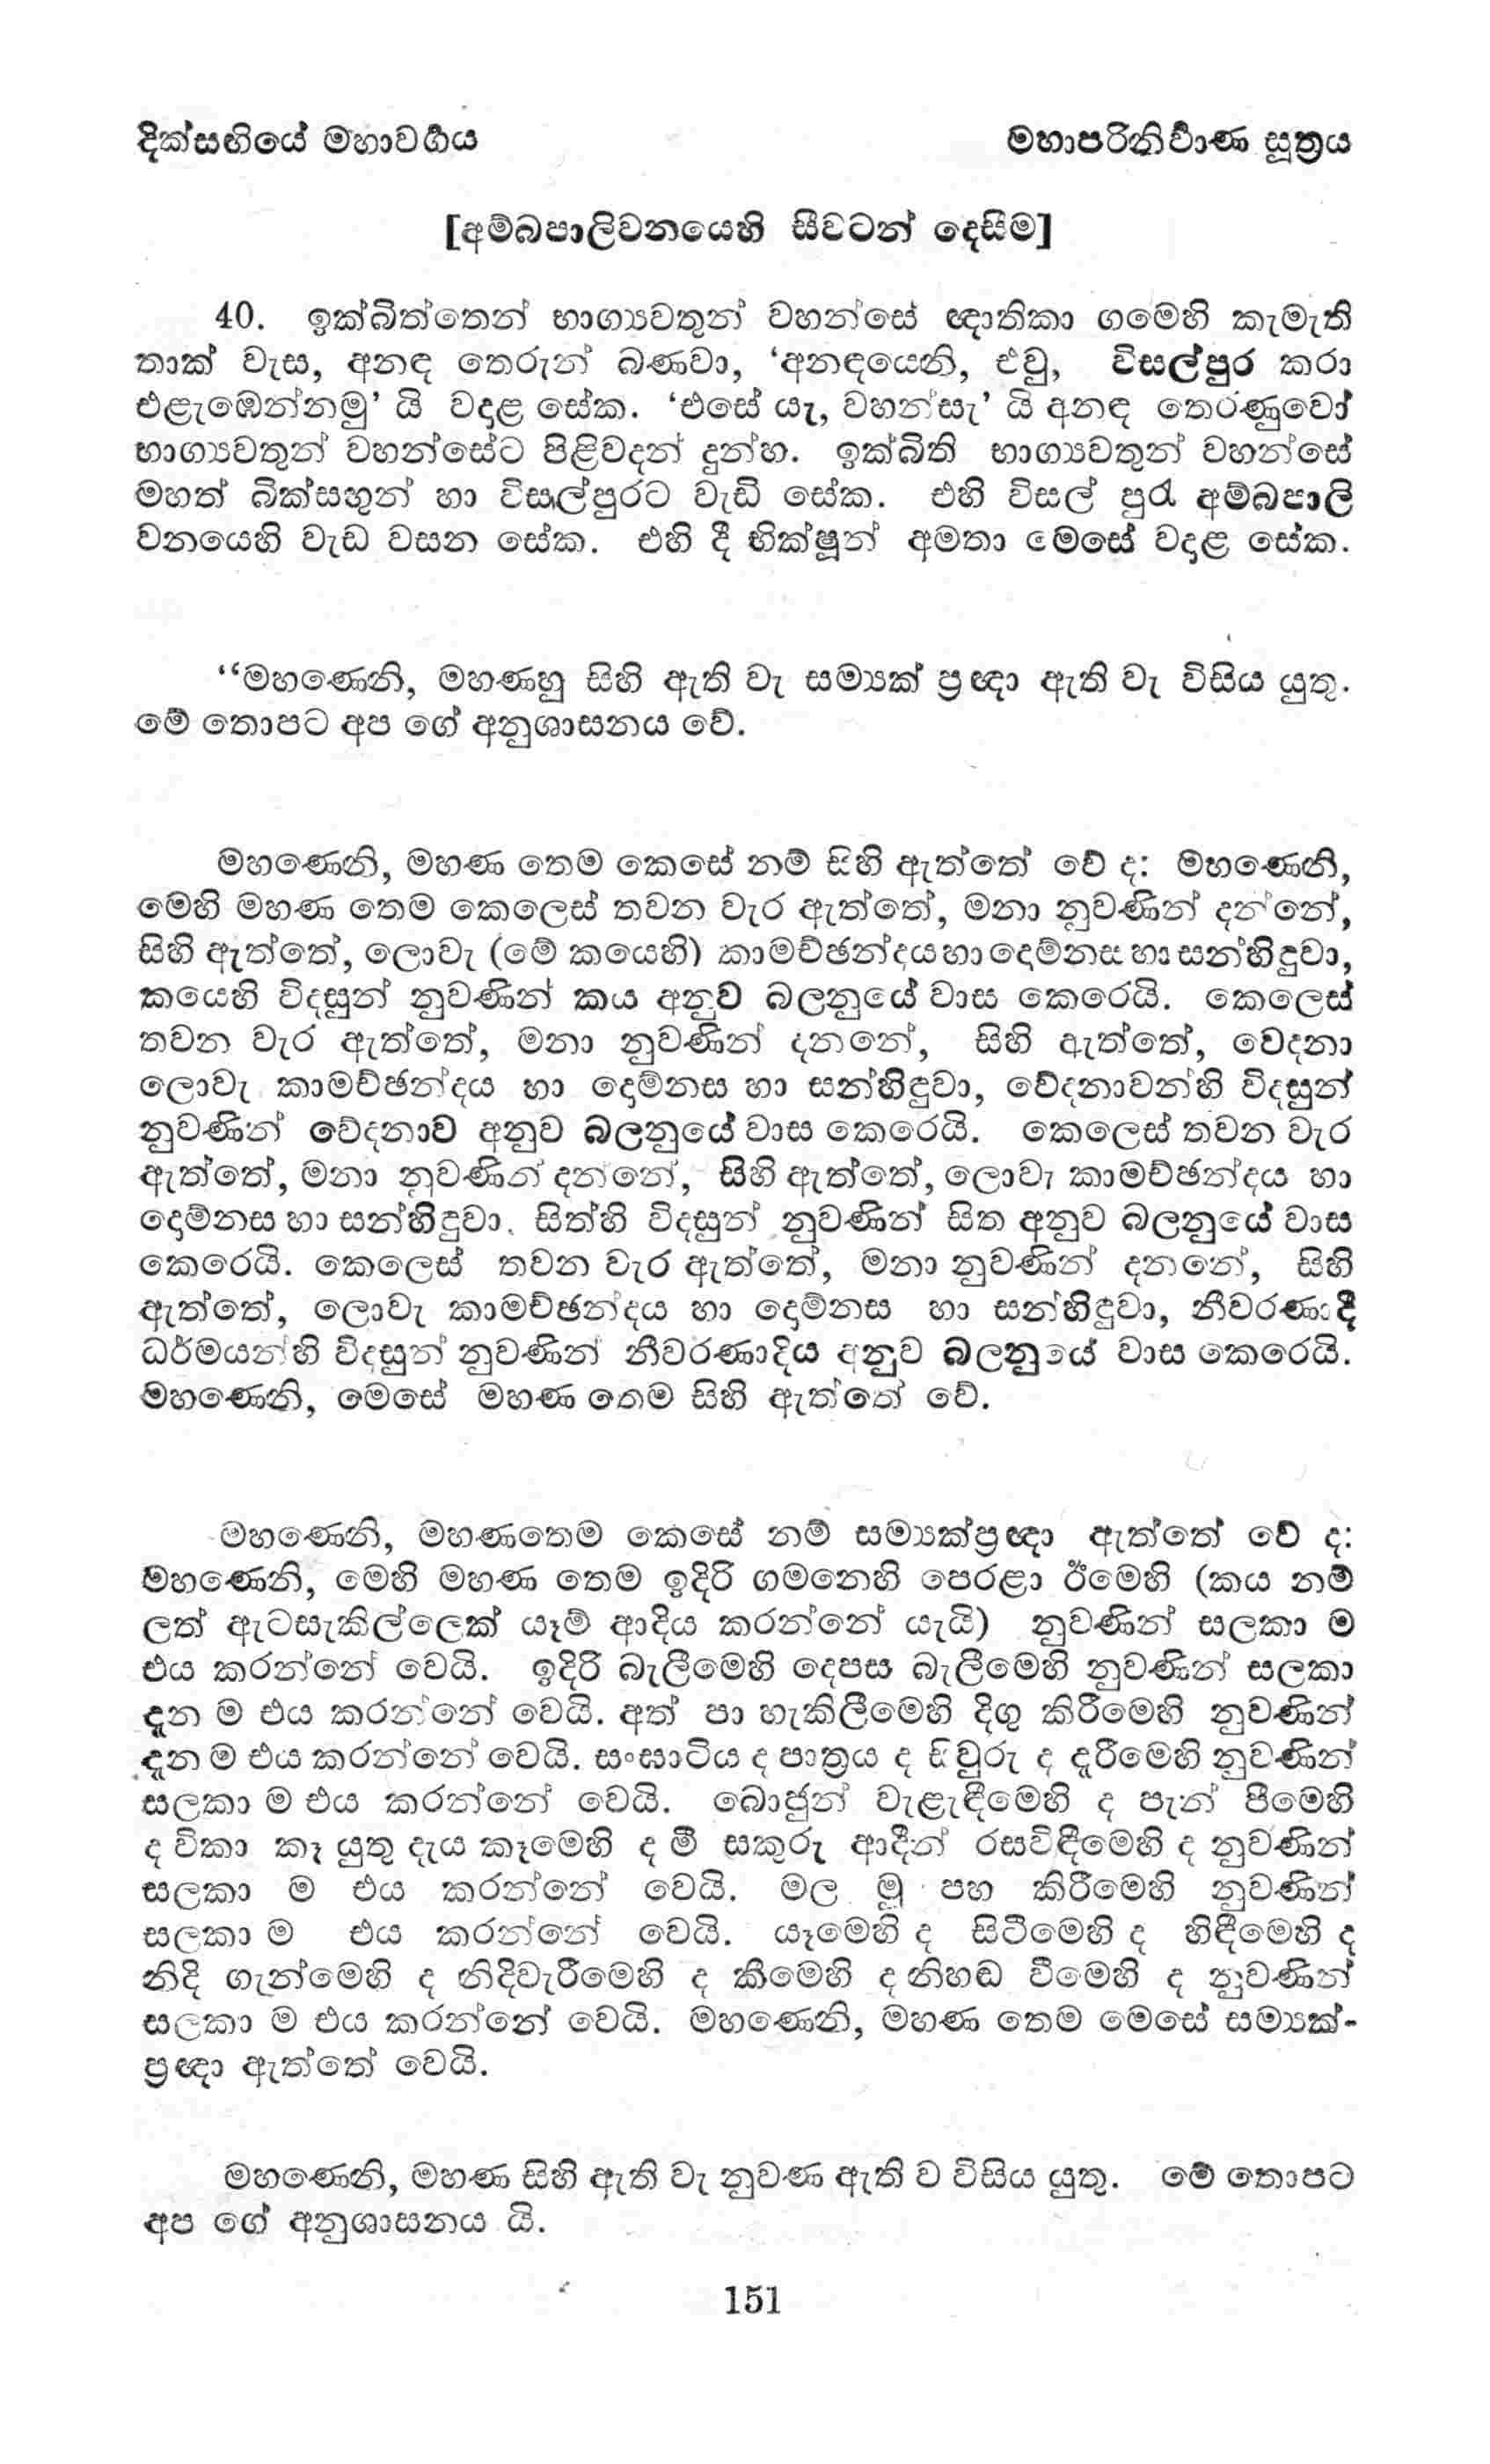 දික්සඟියේ මහාවර්‍ගය
මහාපරිනිර්‍වාණ සූත්‍රය
[අම්බපාලිවනයෙහි සීවටන් දෙසීම]
40. ඉක්බිත්තෙන් භාග්‍යවතුන් වහන්සේ ඤාතිකා ගමෙහි කැමැති
තාක් වැස, අනඳ තෙරුන් බණවා, ‘අනඳයෙනි, එවු, විසල්පුර කරා
එළැඹෙන්නමු’ යි වදාළ සේක. ‘එසේ යැ, වහන්සැ’ යි අනඳ තෙරණුවෝ
භාග්‍යවතුන් වහන්සේට පිළිවදන් දුන්හ. ඉක්බිති භාග්‍යවතුන් වහන්සේ
මහත් බික්සඟුන් හා විසල්පුරට වැඩි සේක. එහි විසල් පුරැ අම්බපාලි
වනයෙහි වැඩ වසන සේක. එහි දී භික්ෂූන් අමතා මෙසේ වදාළ සේක.
“මහණෙනි, මහණහු සිහි ඇති වැ සම්‍යක් ප්‍රඥා ඇති වැ විසිය යුතු.
මේ තොපට අප ගේ අනුශාසනය වේ.
මහණෙනි, මහණ තෙම කෙසේ නම් සිහි ඇත්තේ වේ ද: මහණෙනි,
මෙහි මහණ තෙම කෙලෙස් තවන වැර ඇත්තේ, මනා නුවණින් දන්නේ,
සිහි ඇත්තේ, ලොවැ (මේ කයෙහි) කාමච්ඡන්දය හා දොම්නස හා සන්හිඳුවා,
කයෙහි විදසුන් නුවණින් කය අනුව බලනුයේ වාස කෙරෙයි. කෙලෙස්
තවන වැර ඇත්තේ, මනා නුවණින් දනනේ, සිහි ඇත්තේ, වෙදනා
ලොවැ කාමච්ඡන්දය හා දොම්නස හා සන්හිඳුවා, වේදනාවන්හි විදසුන්
නුවණින් වේදනාව අනුව බලනුයේ වාස කෙරෙයි. කෙලෙස් තවන වැර
ඇත්තේ, මනා නුවණින් දන්නේ, සිහි ඇත්තේ, ලොවැ කාමච්ඡන්දය හා
දොම්නස හා සන්හිඳුවා, සිත්හි විදසුන් නුවණින් සිත අනුව බලනුයේ වාස
කෙරෙයි. කෙලෙස් තවන වැර ඇත්තේ, මනා නුවණින් දනනේ, සිහි
ඇත්තේ, ලොවැ කාමච්ඡන්දය හා දොම්නස හා සන්හිඳුවා, නීවරණාදී
ධර්මයන්හි විදසුන් නුවණින් නීවරණාදිය අනුව බලනුයේ වාස කෙරෙයි.
මහණෙනි, මෙසේ මහණ තෙම සිහි ඇත්තේ වේ.
මහණෙනි, මහණතෙම කෙසේ නම් සම්‍යක්ප්‍රඥා ඇත්තේ වේ ද:
මහණෙනි, මෙහි මහණ තෙම ඉදිරි ගමනෙහි පෙරළා ඊමෙහි (කය නම්
ලත් ඇටසැකිල්ලෙක් යෑම් ආදිය කරන්නේ යැයි) නුවණින් සලකා ම
එය කරන්නේ වෙයි. ඉදිරි බැලීමෙහි දෙපස බැලීමෙහි නුවණින් සලකා
දැන ම එය කරන්නේ වෙයි. අත් පා හැකිලීමෙහි දිගු කිරීමෙහි නුවණින්
දැන ම එය කරන්නේ වෙයි. සංඝාටිය ද පාත්‍රය ද සිවුරු ද දැරීමෙහි නුවණින්
සලකා ම එය කරන්නේ වෙයි. බොජුන් වැළැඳීමෙහි ද පැන් පීමෙහි
ද විකා කෑ යුතු දැය කෑමෙහි ද මී සකුරු ආදීන් රසවිඳීමෙහි ද නුවණින්
සලකා ම එය කරන්නේ වෙයි. මල මූ පහ කිරීමෙහි නුවණින්
සලකා ම එය කරන්නේ වෙයි. යෑමෙහි ද සිටීමෙහි ද හිඳීමෙහි ද
නිදි ගැන්මෙහි ද නිදිවැරීමෙහි ද කීමෙහි ද නිහඬ වීමෙහි ද නුවණින්
සලකා ම එය කරන්නේ වෙයි. මහණෙනි, මහණ තෙම මෙසේ සම්‍යක්-
ප්‍රඥා ඇත්තේ වෙයි.
මහණෙනි, මහණ සිහි ඇති වැ නුවණ ඇති ව විසිය යුතු. මේ තොපට
අප ගේ අනුශාසනය යි.
151